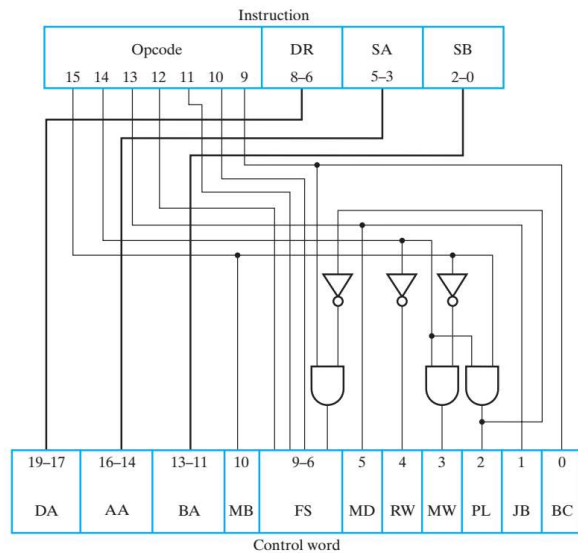 Instruction
Opcode DR SA SB
15 14 13 12 11 10 9 8–6 5–3 2–0
19–17 16–14 13–11 10 9–6 5 4 3 2 1 0
DA AA BA MB FS MD RW MW PL JB BC
Control word